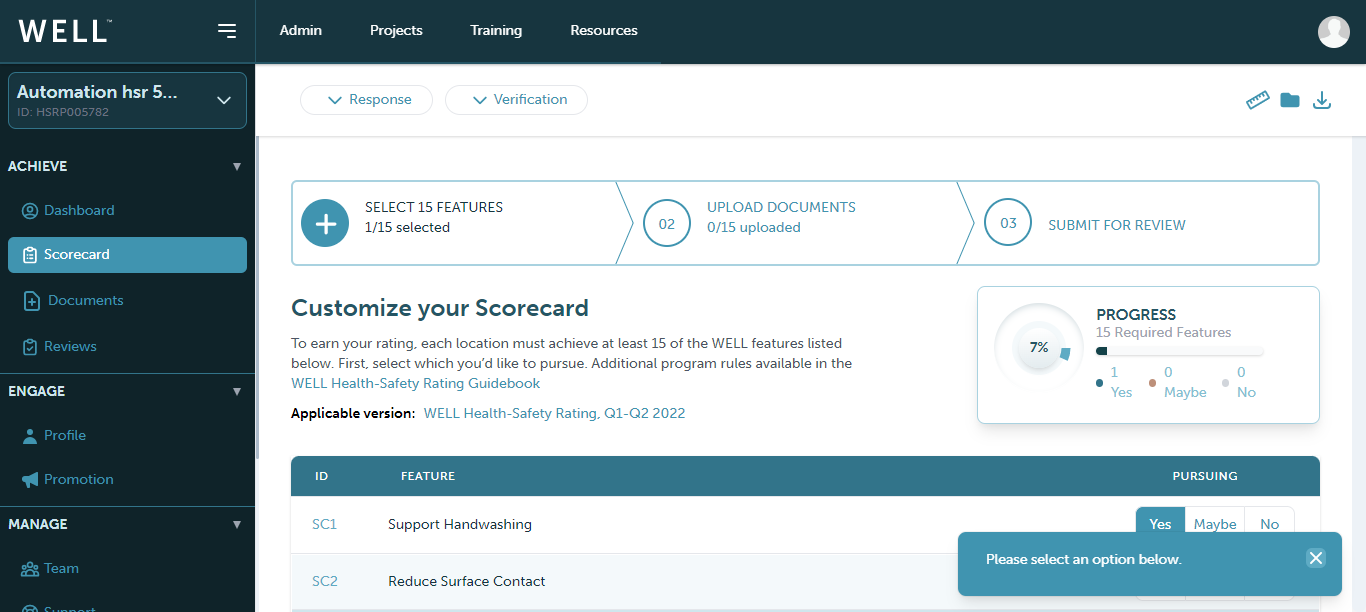 WELL™
Admin
Projects
Training
Resources
Automation hsr 5...
ID: HSRP005782
ACHIEVE
Dashboard
Scorecard
Documents
Reviews
ENGAGE
Profile
Promotion
MANAGE
Team
Support
Response
Verification
SELECT 15 FEATURES
1/15 selected
02
UPLOAD DOCUMENTS
0/15 uploaded
03
SUBMIT FOR REVIEW
Customize your Scorecard
To earn your rating, each location must achieve at least 15 of the WELL features listed
below. First, select which you’d like to pursue. Additional program rules available in the
WELL Health-Safety Rating Guidebook
Applicable version: WELL Health-Safety Rating, Q1-Q2 2022
7%
PROGRESS
15 Required Features
1
Yes
0
Maybe
0
No
ID FEATURE PURSUING
SC1 Support Handwashing Yes Maybe No
SC2 Reduce Surface Contact
Please select an option below.